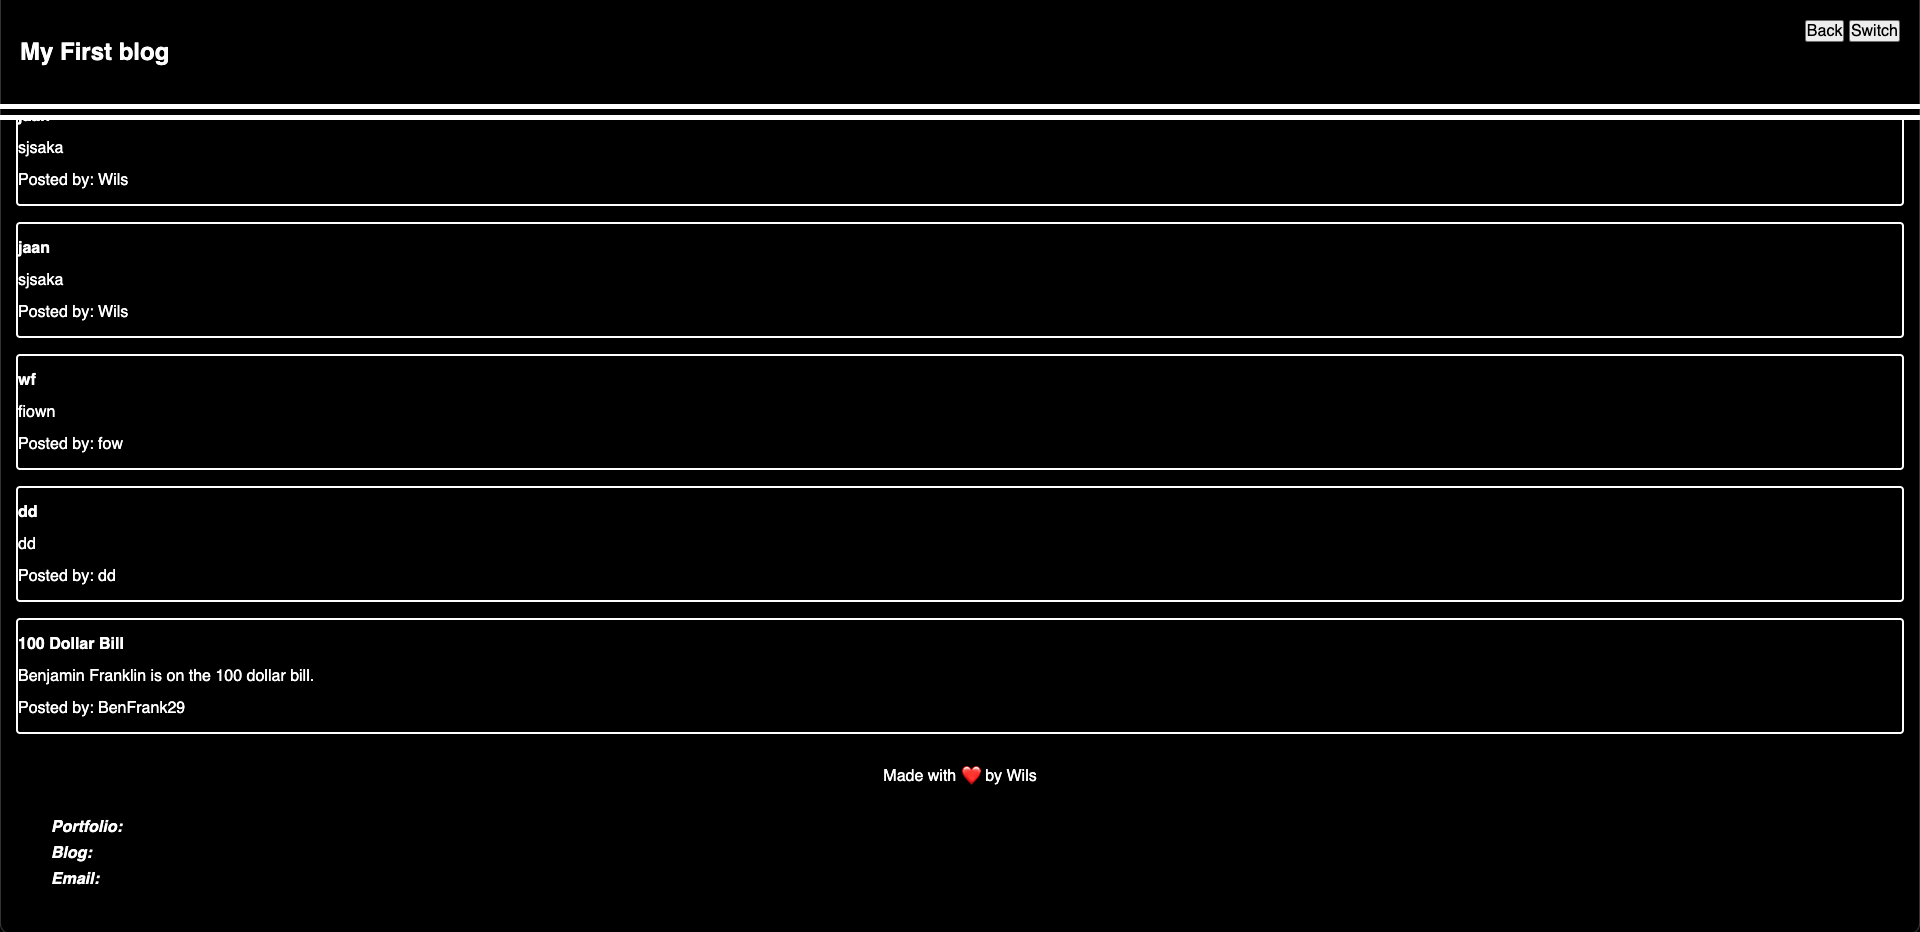 My First blog
Back Switch
sjsaka
Posted by: Wils
jaan
sjsaka
Posted by: Wils
wf
fiown
Posted by: fow
dd
dd
Posted by: dd
100 Dollar Bill
Benjamin Franklin is on the 100 dollar bill.
Posted by: BenFrank29
Made with ❤️ by Wils
Portfolio:
Blog:
Email: